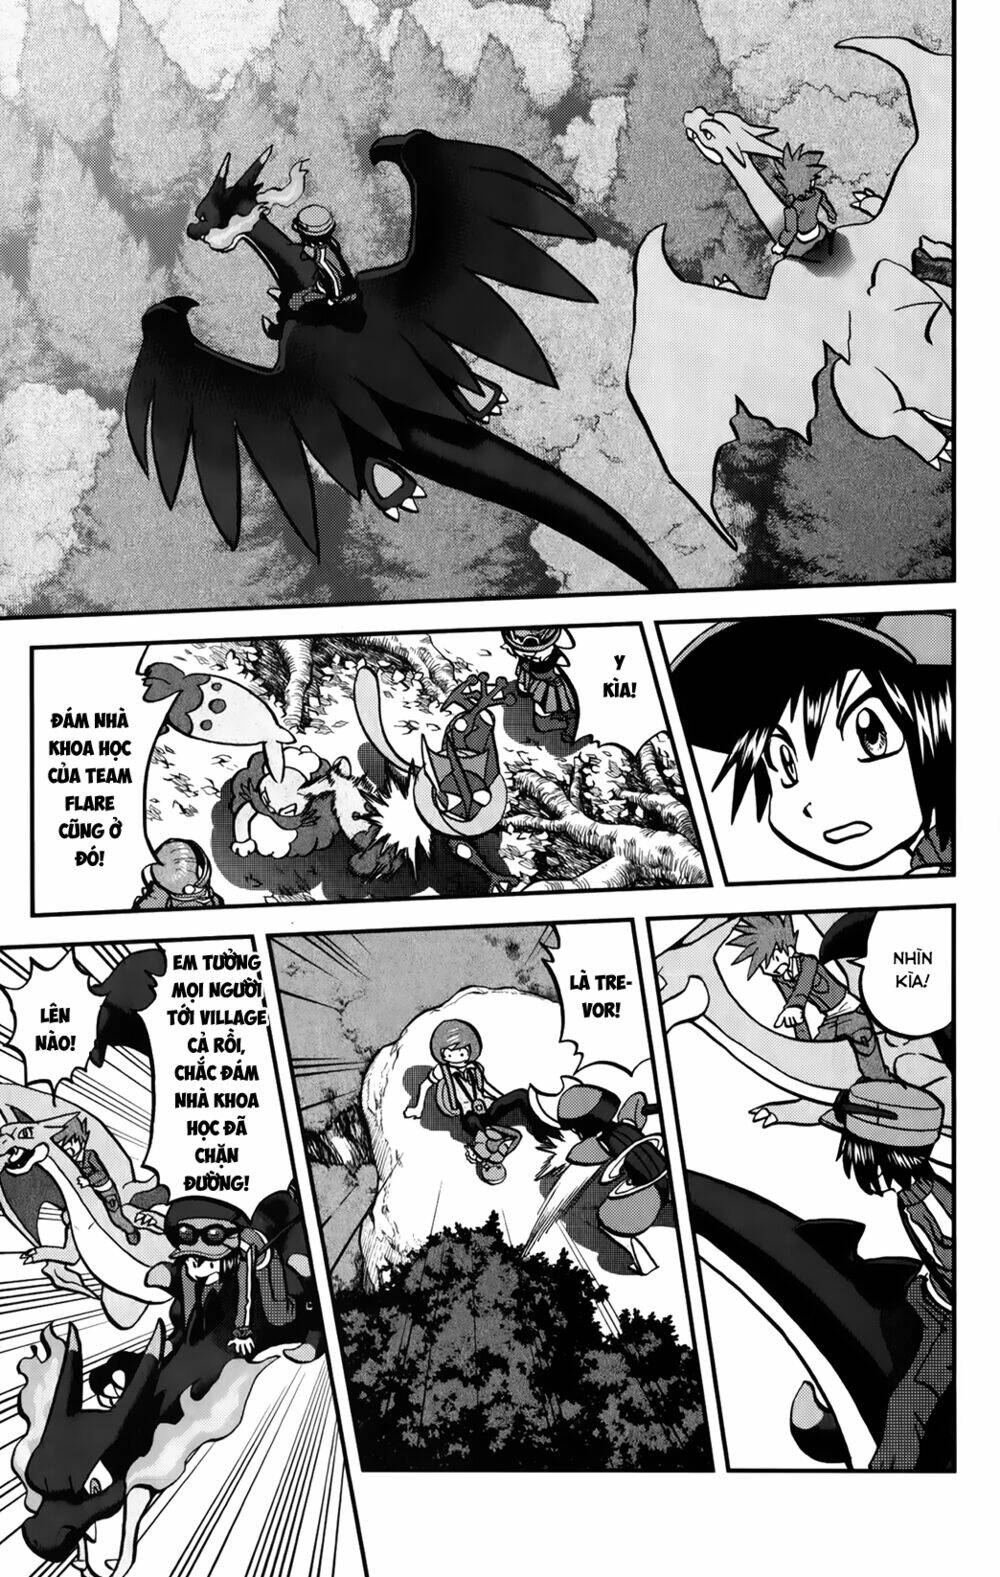 Y
KÌA!
ĐÁM NHÀ
KHOA HỌC
CỦA TEAM
FLARE
CŨNG Ở
ĐÓ!
NHÌN
KÌA!
LÀ TRE-
VOR!
EM TƯỞNG
MỌI NGƯỜI
TỚI VILLAGE
CẢ RỒI,
CHẮC ĐÁM
NHÀ KHOA
HỌC ĐÃ
CHẶN
ĐƯỜNG!
LÊN
NÀO!